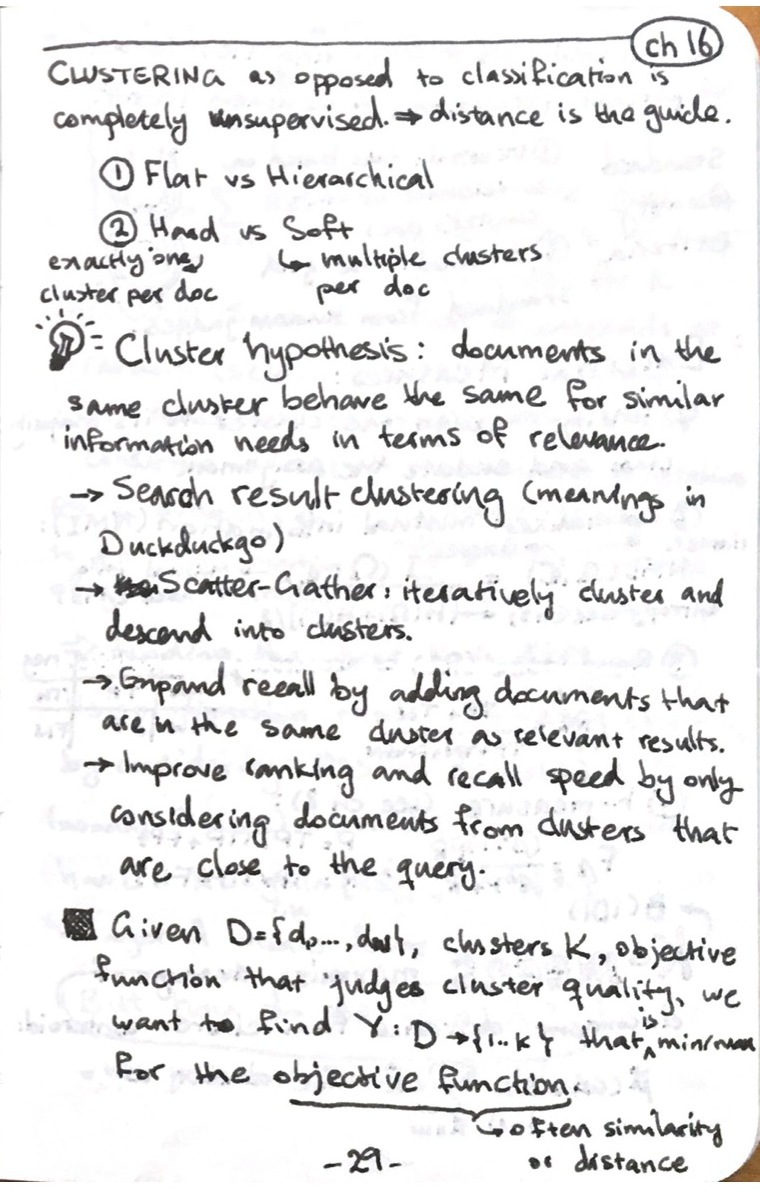 ch 16
CLUSTERING as opposed to classification is
completely unsupervised. ⇒ distance is the guide.
① Flat vs Hierarchical
② Hard vs Soft
exactly one cluster per doc
↳ multiple clusters per doc
Cluster hypothesis: documents in the
same cluster behave the same for similar
information needs in terms of relevance.
→ Search result clustering (meanings in
Duckduckgo)
→ Scatter-Gather: iteratively cluster and
descend into clusters.
→ Expand recall by adding documents that
are in the same cluster as relevant results.
→ Improve ranking and recall speed by only
considering documents from clusters that
are close to the query.
Given D={d₁,...,dₙ}, clusters K, objective
function that judges cluster quality, we
want to find γ: D→{1..K} that is min/max
for the objective function.
↳ often similarity
or distance
-29-